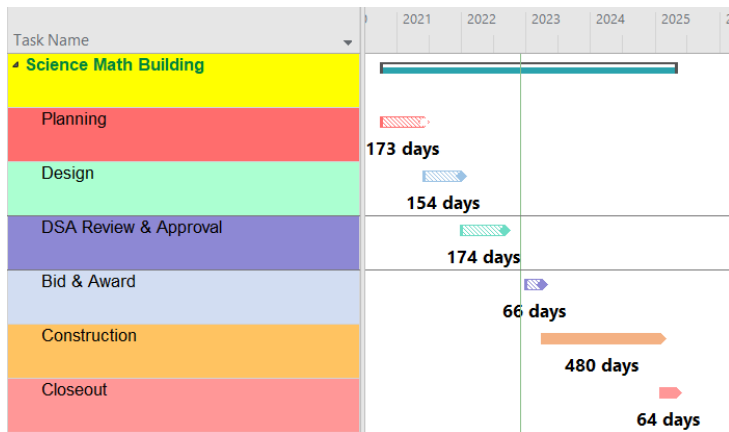 2021 2022 2023 2024 2025
Task Name
Science Math Building
Planning
173 days
Design
154 days
DSA Review & Approval
174 days
Bid & Award
66 days
Construction
480 days
Closeout
64 days